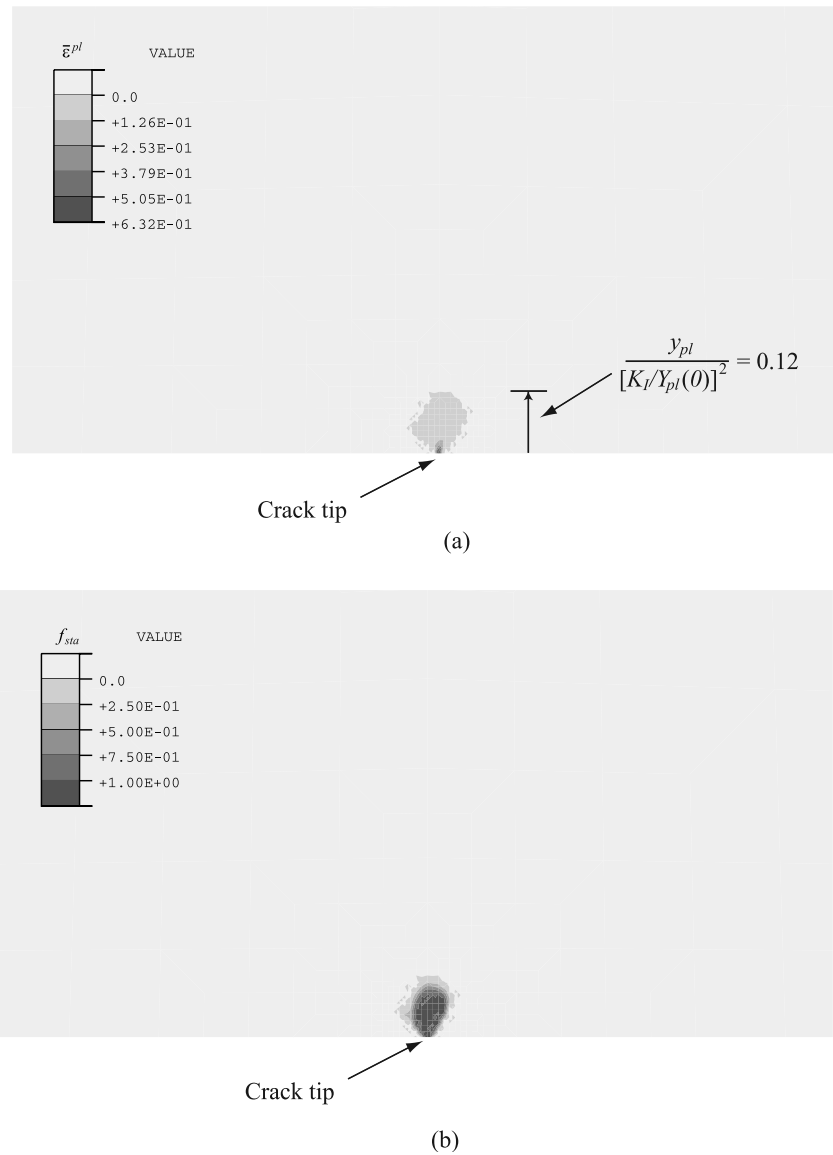 ε̄ᵖˡ VALUE
0.0
+1.26E-01
+2.53E-01
+3.79E-01
+5.05E-01
+6.32E-01
y_pl / [K_I/Y_pl(0)]² = 0.12
Crack tip
(a)
f_sta VALUE
0.0
+2.50E-01
+5.00E-01
+7.50E-01
+1.00E+00
Crack tip
(b)